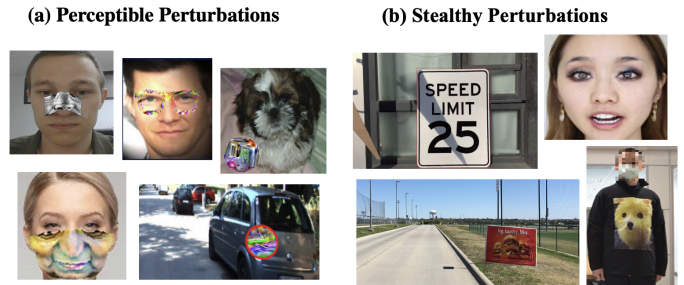 (a) Perceptible Perturbations
(b) Stealthy Perturbations
SPEED
LIMIT
25